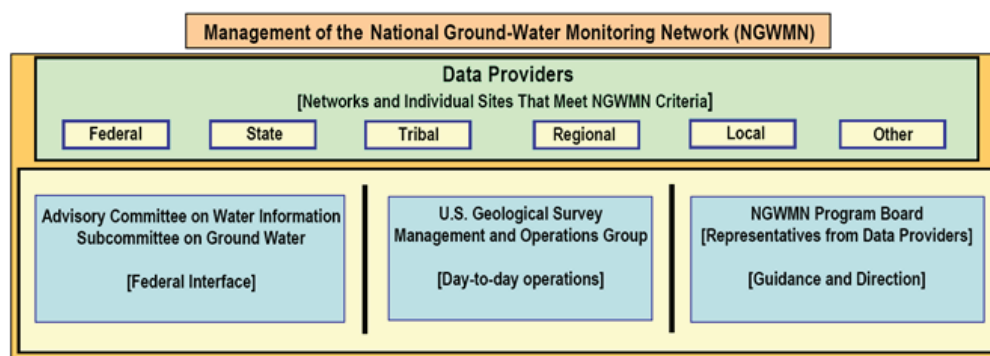 Management of the National Ground-Water Monitoring Network (NGWMN)
Data Providers
[Networks and Individual Sites That Meet NGWMN Criteria]
Federal
State
Tribal
Regional
Local
Other
Advisory Committee on Water Information
Subcommittee on Ground Water
[Federal Interface]
U.S. Geological Survey
Management and Operations Group
[Day-to-day operations]
NGWMN Program Board
[Representatives from Data Providers]
[Guidance and Direction]